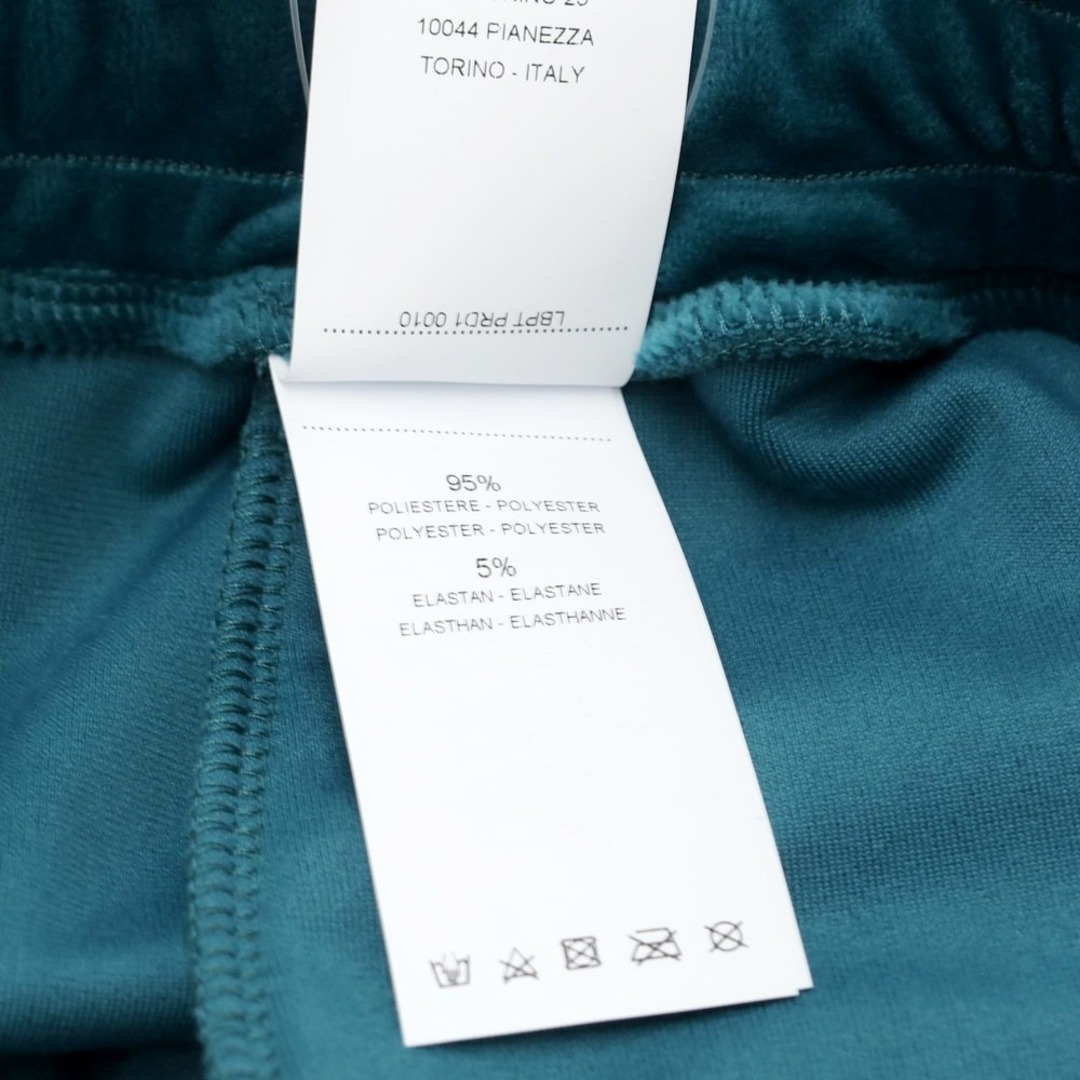 10044 PIANEZZA
TORINO - ITALY
LBPT PRD1 0010
95%
POLIESTERE - POLYESTER
POLYESTER - POLYESTER
5%
ELASTAN - ELASTANE
ELASTHAN - ELASTHANNE